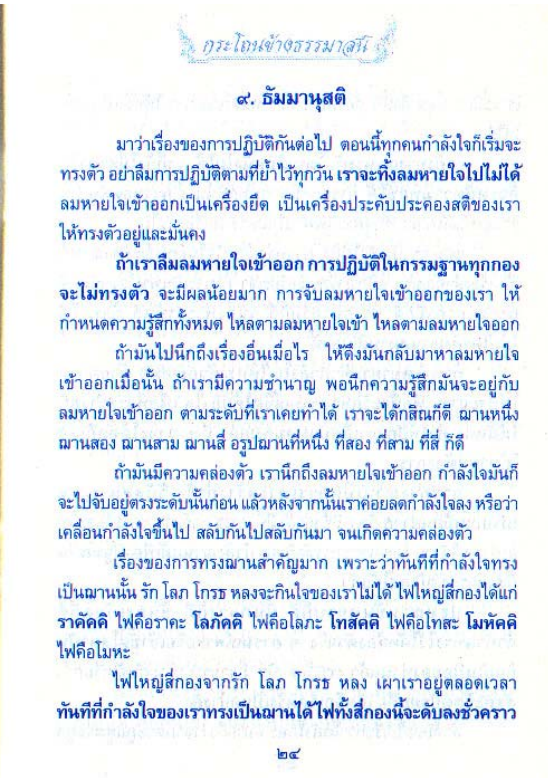 กระโถนข้างธรรมาสน์
๙. ธัมมานุสติ
มาว่าเรื่องของการปฏิบัติกันต่อไป ตอนนี้ทุกคนกำลังใจก็เริ่มจะ
ทรงตัว อย่าลืมการปฏิบัติตามที่ย้ำไว้ทุกวัน เราจะทิ้งลมหายใจไปไม่ได้
ลมหายใจเข้าออกเป็นเครื่องยึด เป็นเครื่องประคับประคองสติของเรา
ให้ทรงตัวอยู่และมั่นคง
ถ้าเราลืมลมหายใจเข้าออก การปฏิบัติในกรรมฐานทุกกอง
จะไม่ทรงตัว จะมีผลน้อยมาก การจับลมหายใจเข้าออกของเรา ให้
กำหนดความรู้สึกทั้งหมด ไหลตามลมหายใจเข้า ไหลตามลมหายใจออก
ถ้ามันไปนึกถึงเรื่องอื่นเมื่อไร ให้ดึงมันกลับมาหาลมหายใจ
เข้าออกเมื่อนั้น ถ้าเรามีความชำนาญ พอนึกความรู้สึกมันจะอยู่กับ
ลมหายใจเข้าออก ตามระดับที่เราเคยทำได้ เราจะได้กสิณก็ดี ฌานหนึ่ง
ฌานสอง ฌานสาม ฌานสี่ อรูปฌานที่หนึ่ง ที่สอง ที่สาม ที่สี่ ก็ดี
ถ้ามันมีความคล่องตัว เรานึกถึงลมหายใจเข้าออก กำลังใจมันก็
จะไปจับอยู่ตรงระดับนั้นก่อน แล้วหลังจากนั้นเราค่อยลดกำลังใจลง หรือว่า
เคลื่อนกำลังใจขึ้นไป สลับกันไปสลับกันมา จนเกิดความคล่องตัว
เรื่องของการทรงฌานสำคัญมาก เพราะว่าทันทีที่กำลังใจทรง
เป็นฌานนั้น รัก โลภ โกรธ หลงจะกินใจของเราไม่ได้ ไฟใหญ่สี่กองได้แก่
ราคัคคิ ไฟคือราคะ โลภัคคิ ไฟคือโลภะ โทสัคคิ ไฟคือโทสะ โมหัคคิ
ไฟคือโมหะ
ไฟใหญ่สี่กองจากรัก โลภ โกรธ หลง เผาเราอยู่ตลอดเวลา
ทันทีที่กำลังใจของเราทรงเป็นฌานได้ ไฟทั้งสี่กองนี้จะดับลงชั่วคราว
๒๔